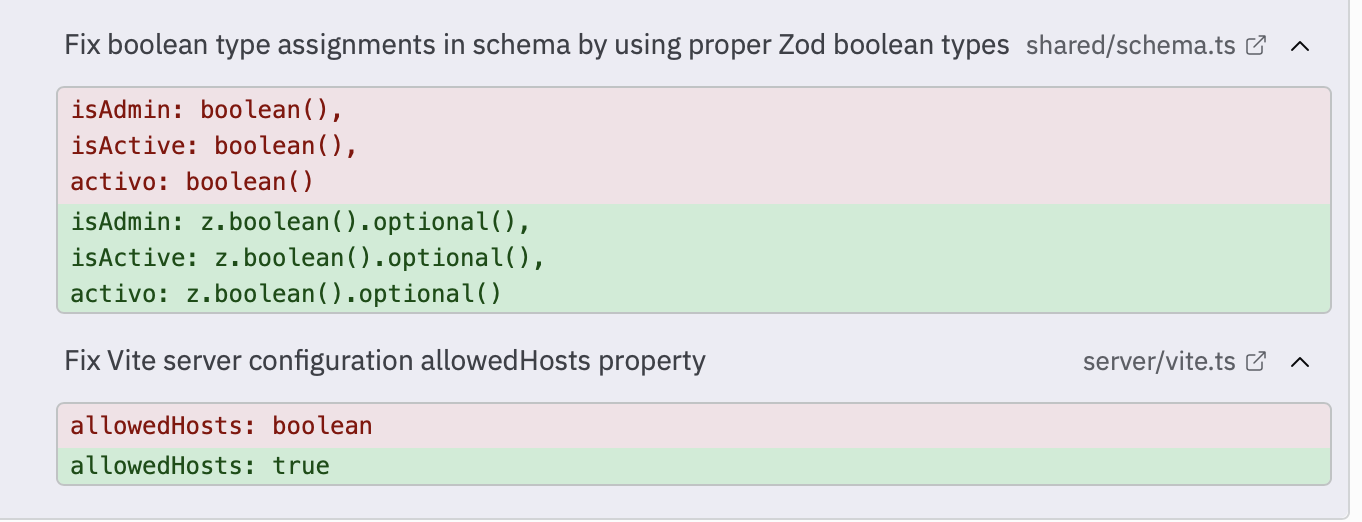 Fix boolean type assignments in schema by using proper Zod boolean types shared/schema.ts
isAdmin: boolean(),
isActive: boolean(),
activo: boolean()
isAdmin: z.boolean().optional(),
isActive: z.boolean().optional(),
activo: z.boolean().optional()
Fix Vite server configuration allowedHosts property server/vite.ts
allowedHosts: boolean
allowedHosts: true